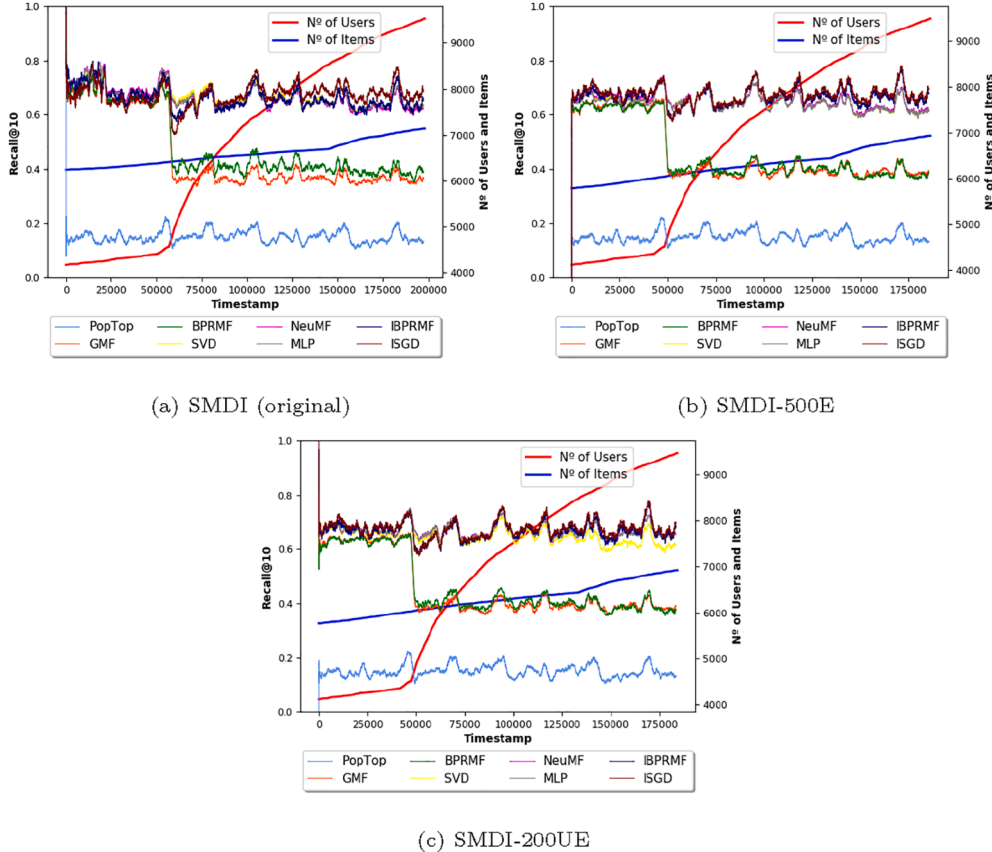 1.0
0.8
0.6
0.4
0.2
0.0
Recall@10
Nº of Users
Nº of Items
9000
8000
7000
6000
5000
4000
Nº of Users and Items
0 25000 50000 75000 100000 125000 150000 175000 200000
Timestamp
PopTop BPRMF NeuMF IBPRMF
GMF SVD MLP ISGD
(a) SMDI (original)
1.0
0.8
0.6
0.4
0.2
0.0
Recall@10
Nº of Users
Nº of Items
9000
8000
7000
6000
5000
4000
Nº of Users and Items
0 25000 50000 75000 100000 125000 150000 175000
Timestamp
PopTop BPRMF NeuMF IBPRMF
GMF SVD MLP ISGD
(b) SMDI-500E
1.0
0.8
0.6
0.4
0.2
0.0
Recall@10
Nº of Users
Nº of Items
9000
8000
7000
6000
5000
4000
Nº of Users and Items
0 25000 50000 75000 100000 125000 150000 175000
Timestamp
PopTop BPRMF NeuMF IBPRMF
GMF SVD MLP ISGD
(c) SMDI-200UE